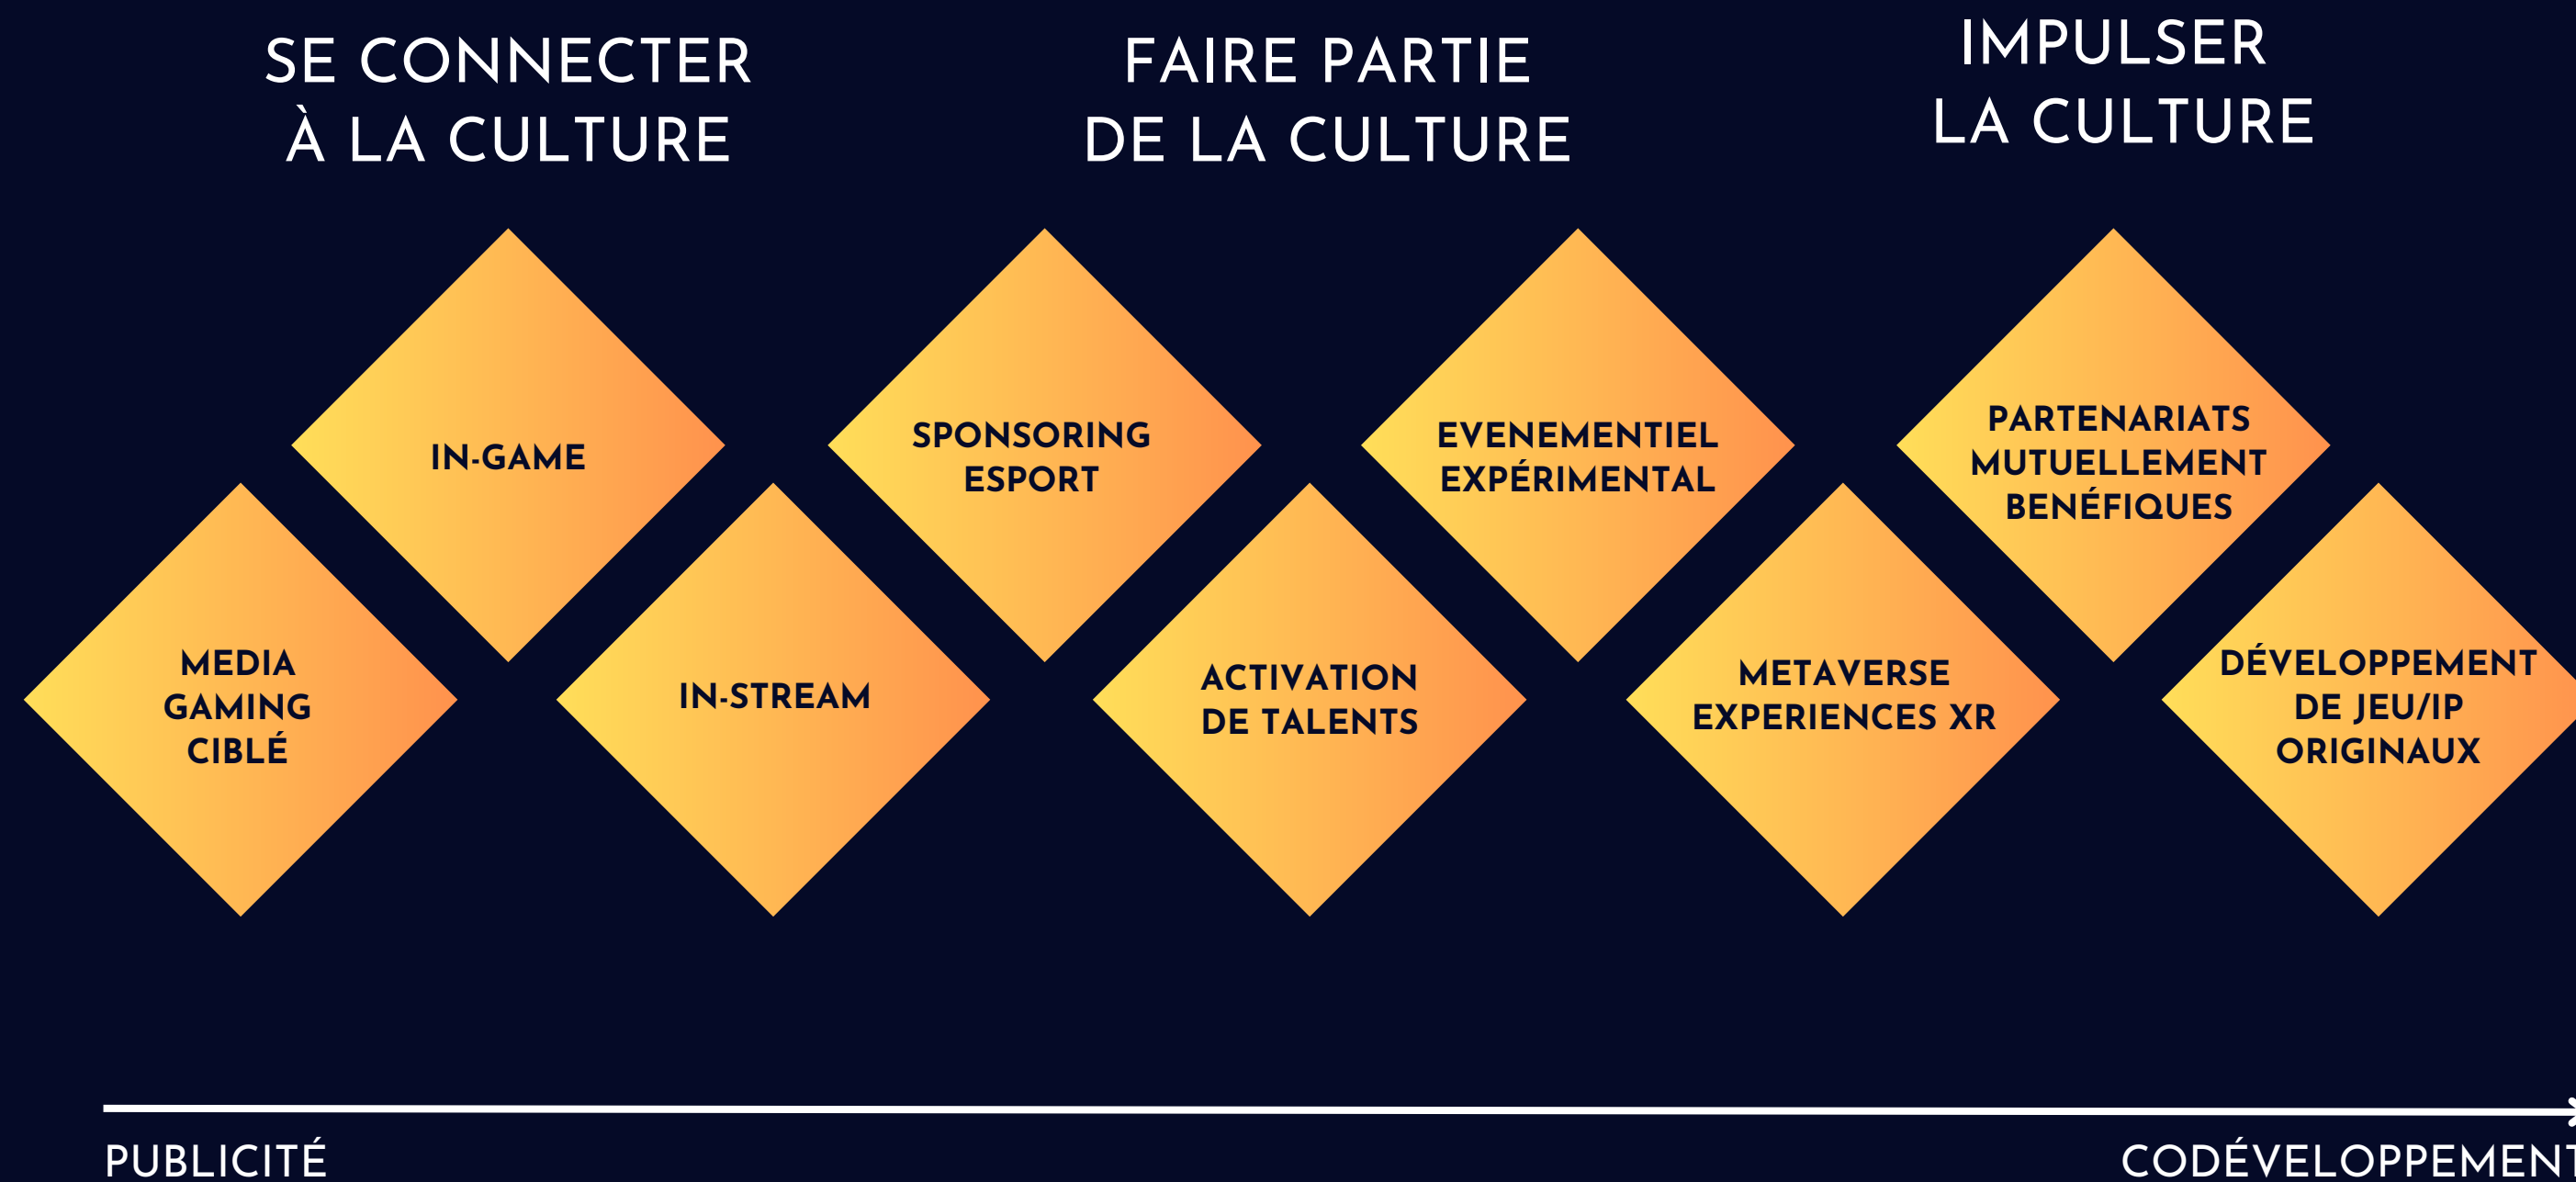 SE CONNECTER
À LA CULTURE
FAIRE PARTIE
DE LA CULTURE
IMPULSER
LA CULTURE
IN-GAME
SPONSORING
ESPORT
EVENEMENTIEL
EXPÉRIMENTAL
PARTENARIATS
MUTUELLEMENT
BENÉFIQUES
MEDIA
GAMING
CIBLÉ
IN-STREAM
ACTIVATION
DE TALENTS
METAVERSE
EXPERIENCES XR
DÉVELOPPEMENT
DE JEU/IP
ORIGINAUX
PUBLICITÉ
CODÉVELOPPEMENT